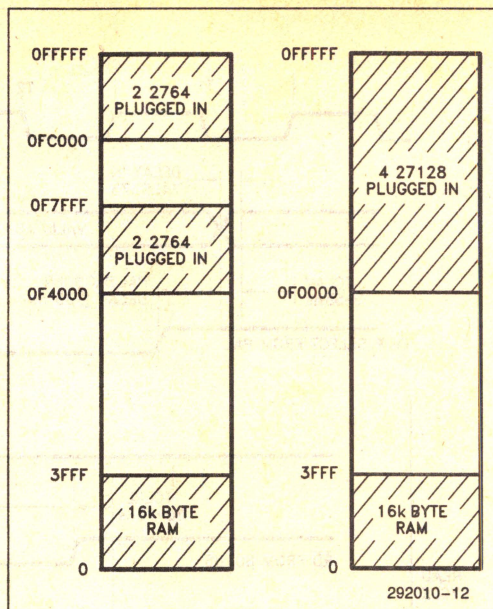 0FFFFF
2 2764
PLUGGED IN
0FC000
0F7FFF
2 2764
PLUGGED IN
0F4000
3FFF
16k BYTE
RAM
0
0FFFFF
4 27128
PLUGGED IN
0F0000
3FFF
16k BYTE
RAM
0
292010-12